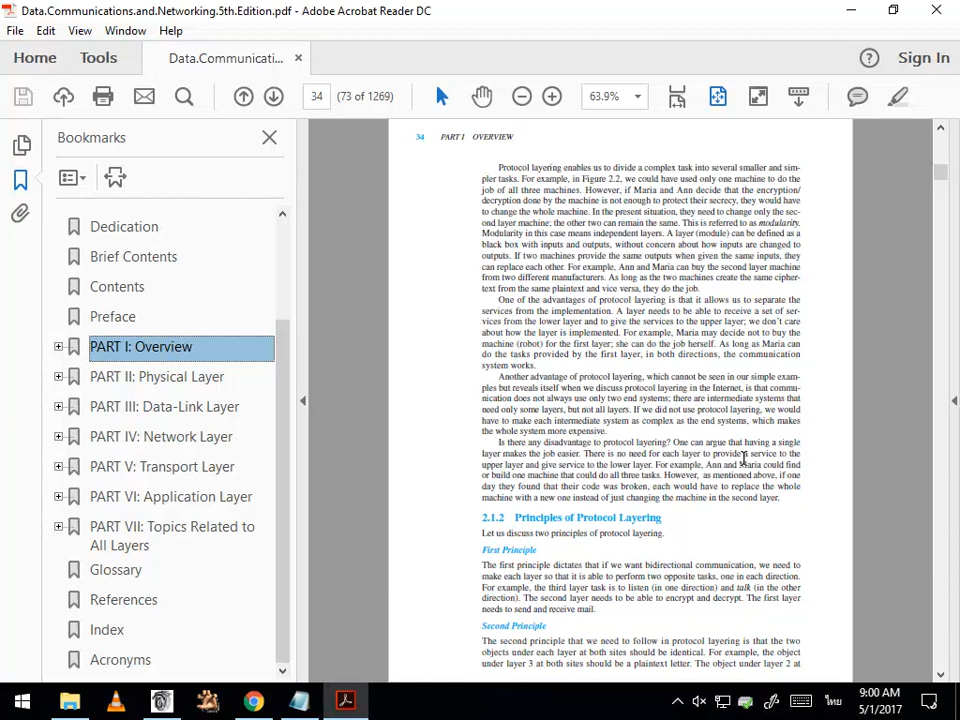 Data.Communications.and.Networking.5th.Edition.pdf - Adobe Acrobat Reader DC
File Edit View Window Help
Home Tools Data.Communicati... × Sign In
34 (73 of 1269) 63.9%
Bookmarks
Dedication
Brief Contents
Contents
Preface
PART I: Overview
PART II: Physical Layer
PART III: Data-Link Layer
PART IV: Network Layer
PART V: Transport Layer
PART VI: Application Layer
PART VII: Topics Related to
All Layers
Glossary
References
Index
Acronyms
34 PART I OVERVIEW
Protocol layering enables us to divide a complex task into several smaller and sim-
pler tasks. For example, in Figure 2.2, we could have used only one machine to do the
job of all three machines. However, if Maria and Ann decide that the encryption/
decryption done by the machine is not enough to protect their secrecy, they would have
to change the whole machine. In the present situation, they need to change only the sec-
ond layer machine; the other two can remain the same. This is referred to as modularity.
Modularity in this case means independent layers. A layer (module) can be defined as a
black box with inputs and outputs, without concern about how inputs are changed to
outputs. If two machines provide the same outputs when given the same inputs, they
can replace each other. For example, Ann and Maria can buy the second layer machine
from two different manufacturers. As long as the two machines create the same cipher-
text from the same plaintext and vice versa, they do the job.
One of the advantages of protocol layering is that it allows us to separate the
services from the implementation. A layer needs to be able to receive a set of ser-
vices from the lower layer and to give the services to the upper layer; we don't care
about how the layer is implemented. For example, Maria may decide not to buy the
machine (robot) for the first layer; she can do the job herself. As long as Maria can
do the tasks provided by the first layer, in both directions, the communication
system works.
Another advantage of protocol layering, which cannot be seen in our simple exam-
ples but reveals itself when we discuss protocol layering in the Internet, is that commu-
nication does not always use only two end systems; there are intermediate systems that
need only some layers, but not all layers. If we did not use protocol layering, we would
have to make each intermediate system as complex as the end systems, which makes
the whole system more expensive.
Is there any disadvantage to protocol layering? One can argue that having a single
layer makes the job easier. There is no need for each layer to provide a service to the
upper layer and give service to the lower layer. For example, Ann and Maria could find
or build one machine that could do all three tasks. However, as mentioned above, if one
day they found that their code was broken, each would have to replace the whole
machine with a new one instead of just changing the machine in the second layer.
2.1.2 Principles of Protocol Layering
Let us discuss two principles of protocol layering.
First Principle
The first principle dictates that if we want bidirectional communication, we need to
make each layer so that it is able to perform two opposite tasks, one in each direction.
For example, the third layer task is to listen (in one direction) and talk (in the other
direction). The second layer needs to be able to encrypt and decrypt. The first layer
needs to send and receive mail.
Second Principle
The second principle that we need to follow in protocol layering is that the two
objects under each layer at both sites should be identical. For example, the object
under layer 3 at both sites should be a plaintext letter. The object under layer 2 at
ไทย
9:00 AM
5/1/2017